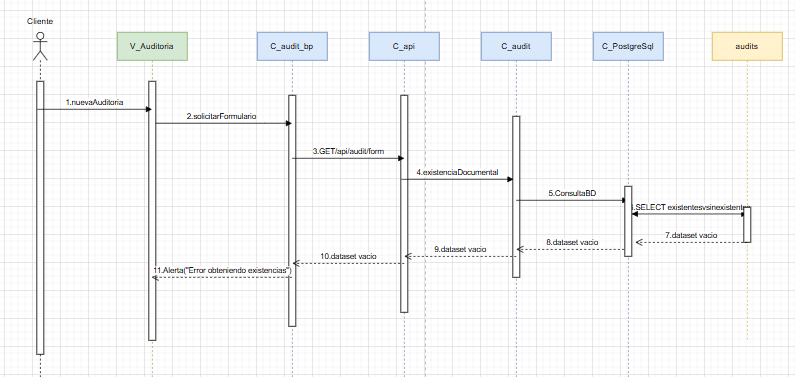 Cliente
V_Auditoria
C_audit_bp
C_api
C_audit
C_PostgreSql
audits
1.nuevaAuditoria
2.solicitarFormulario
3.GET/api/audit/form
4.existenciaDocumental
5.ConsultaBD
.SELECT existentesvsinexistente
7.dataset vacio
8.dataset vacio
9.dataset vacio
10.dataset vacio
11.Alerta("Error obteniendo existencias")